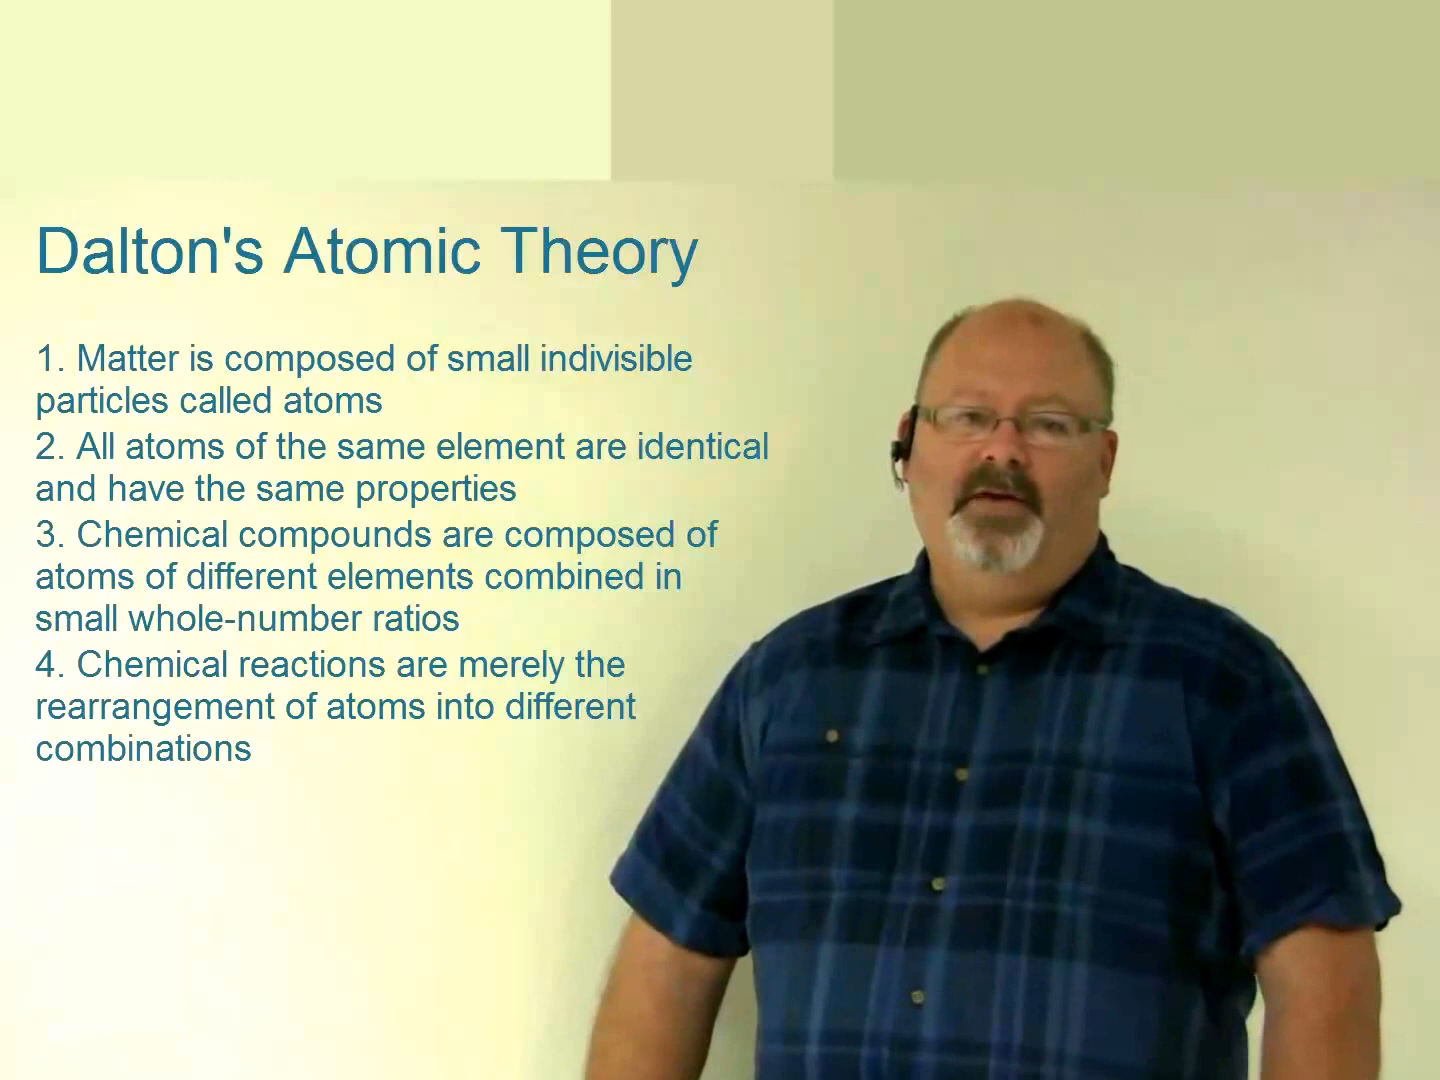 Dalton's Atomic Theory
1. Matter is composed of small indivisible
particles called atoms
2. All atoms of the same element are identical
and have the same properties
3. Chemical compounds are composed of
atoms of different elements combined in
small whole-number ratios
4. Chemical reactions are merely the
rearrangement of atoms into different
combinations